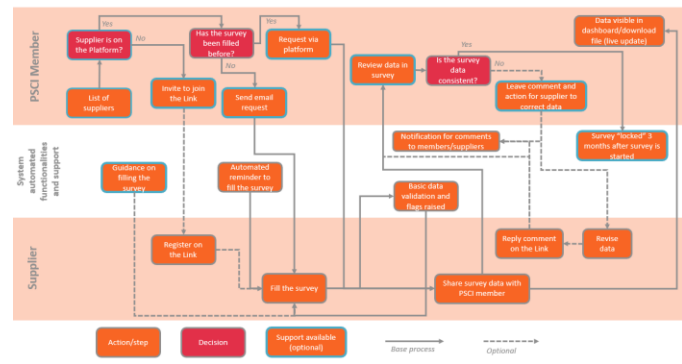 PSCI Member
Supplier is on
the Platform?
Yes
No
List of
suppliers
Invite to join
the Link
Has the survey
been filled
before?
Yes
No
Request via
platform
Send email
request
Review data in
survey
Is the survey
data
consistent?
Yes
No
Leave comment and
action for supplier to
correct data
Data visible in
dashboard/download
file (live update)
Survey "locked" 3
months after survey is
started
System
automated
functionalities
and support
Guidance on
filling the
survey
Automated
reminder to
fill the survey
Notification for comments
to members/suppliers
Basic data
validation and
flags raised
Supplier
Register on
the Link
Fill the survey
Share survey data with
PSCI member
Reply comment
on the Link
Revise
data
Action/step
Decision
Support available
(optional)
Base process
Optional